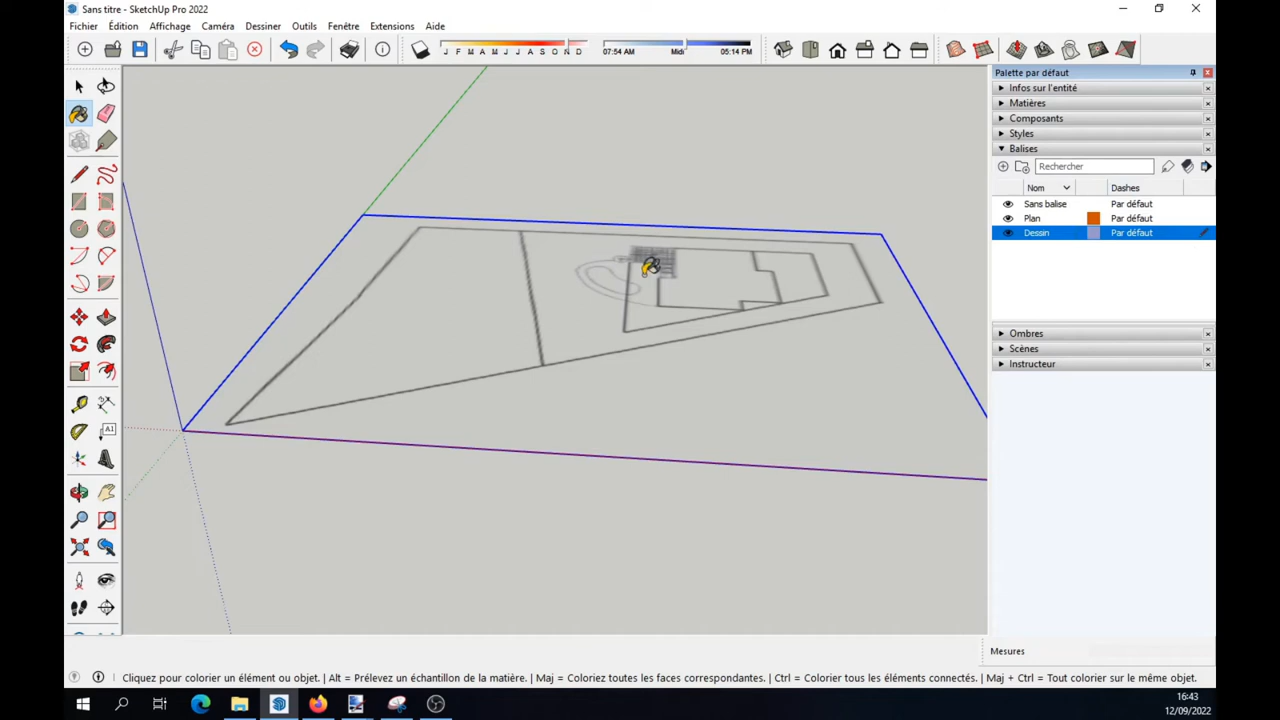 Sans titre - SketchUp Pro 2022
Fichier Édition Affichage Caméra Dessiner Outils Fenêtre Extensions Aide
J F M A M J J A S O N D 07:54 AM Midi 05:14 PM
Palette par défaut
Infos sur l'entité
Matières
Composants
Styles
Balises
Rechercher
Nom Dashes
Sans balise Par défaut
Plan Par défaut
Dessin Par défaut
Ombres
Scènes
Instructeur
A1
Mesures
Cliquez pour colorier un élément ou objet. | Alt = Prélevez un échantillon de la matière. | Maj = Coloriez toutes les faces correspondantes. | Ctrl = Colorier tous les éléments connectés. | Maj + Ctrl = Tout colorier sur le même objet.
16:43
12/09/2022